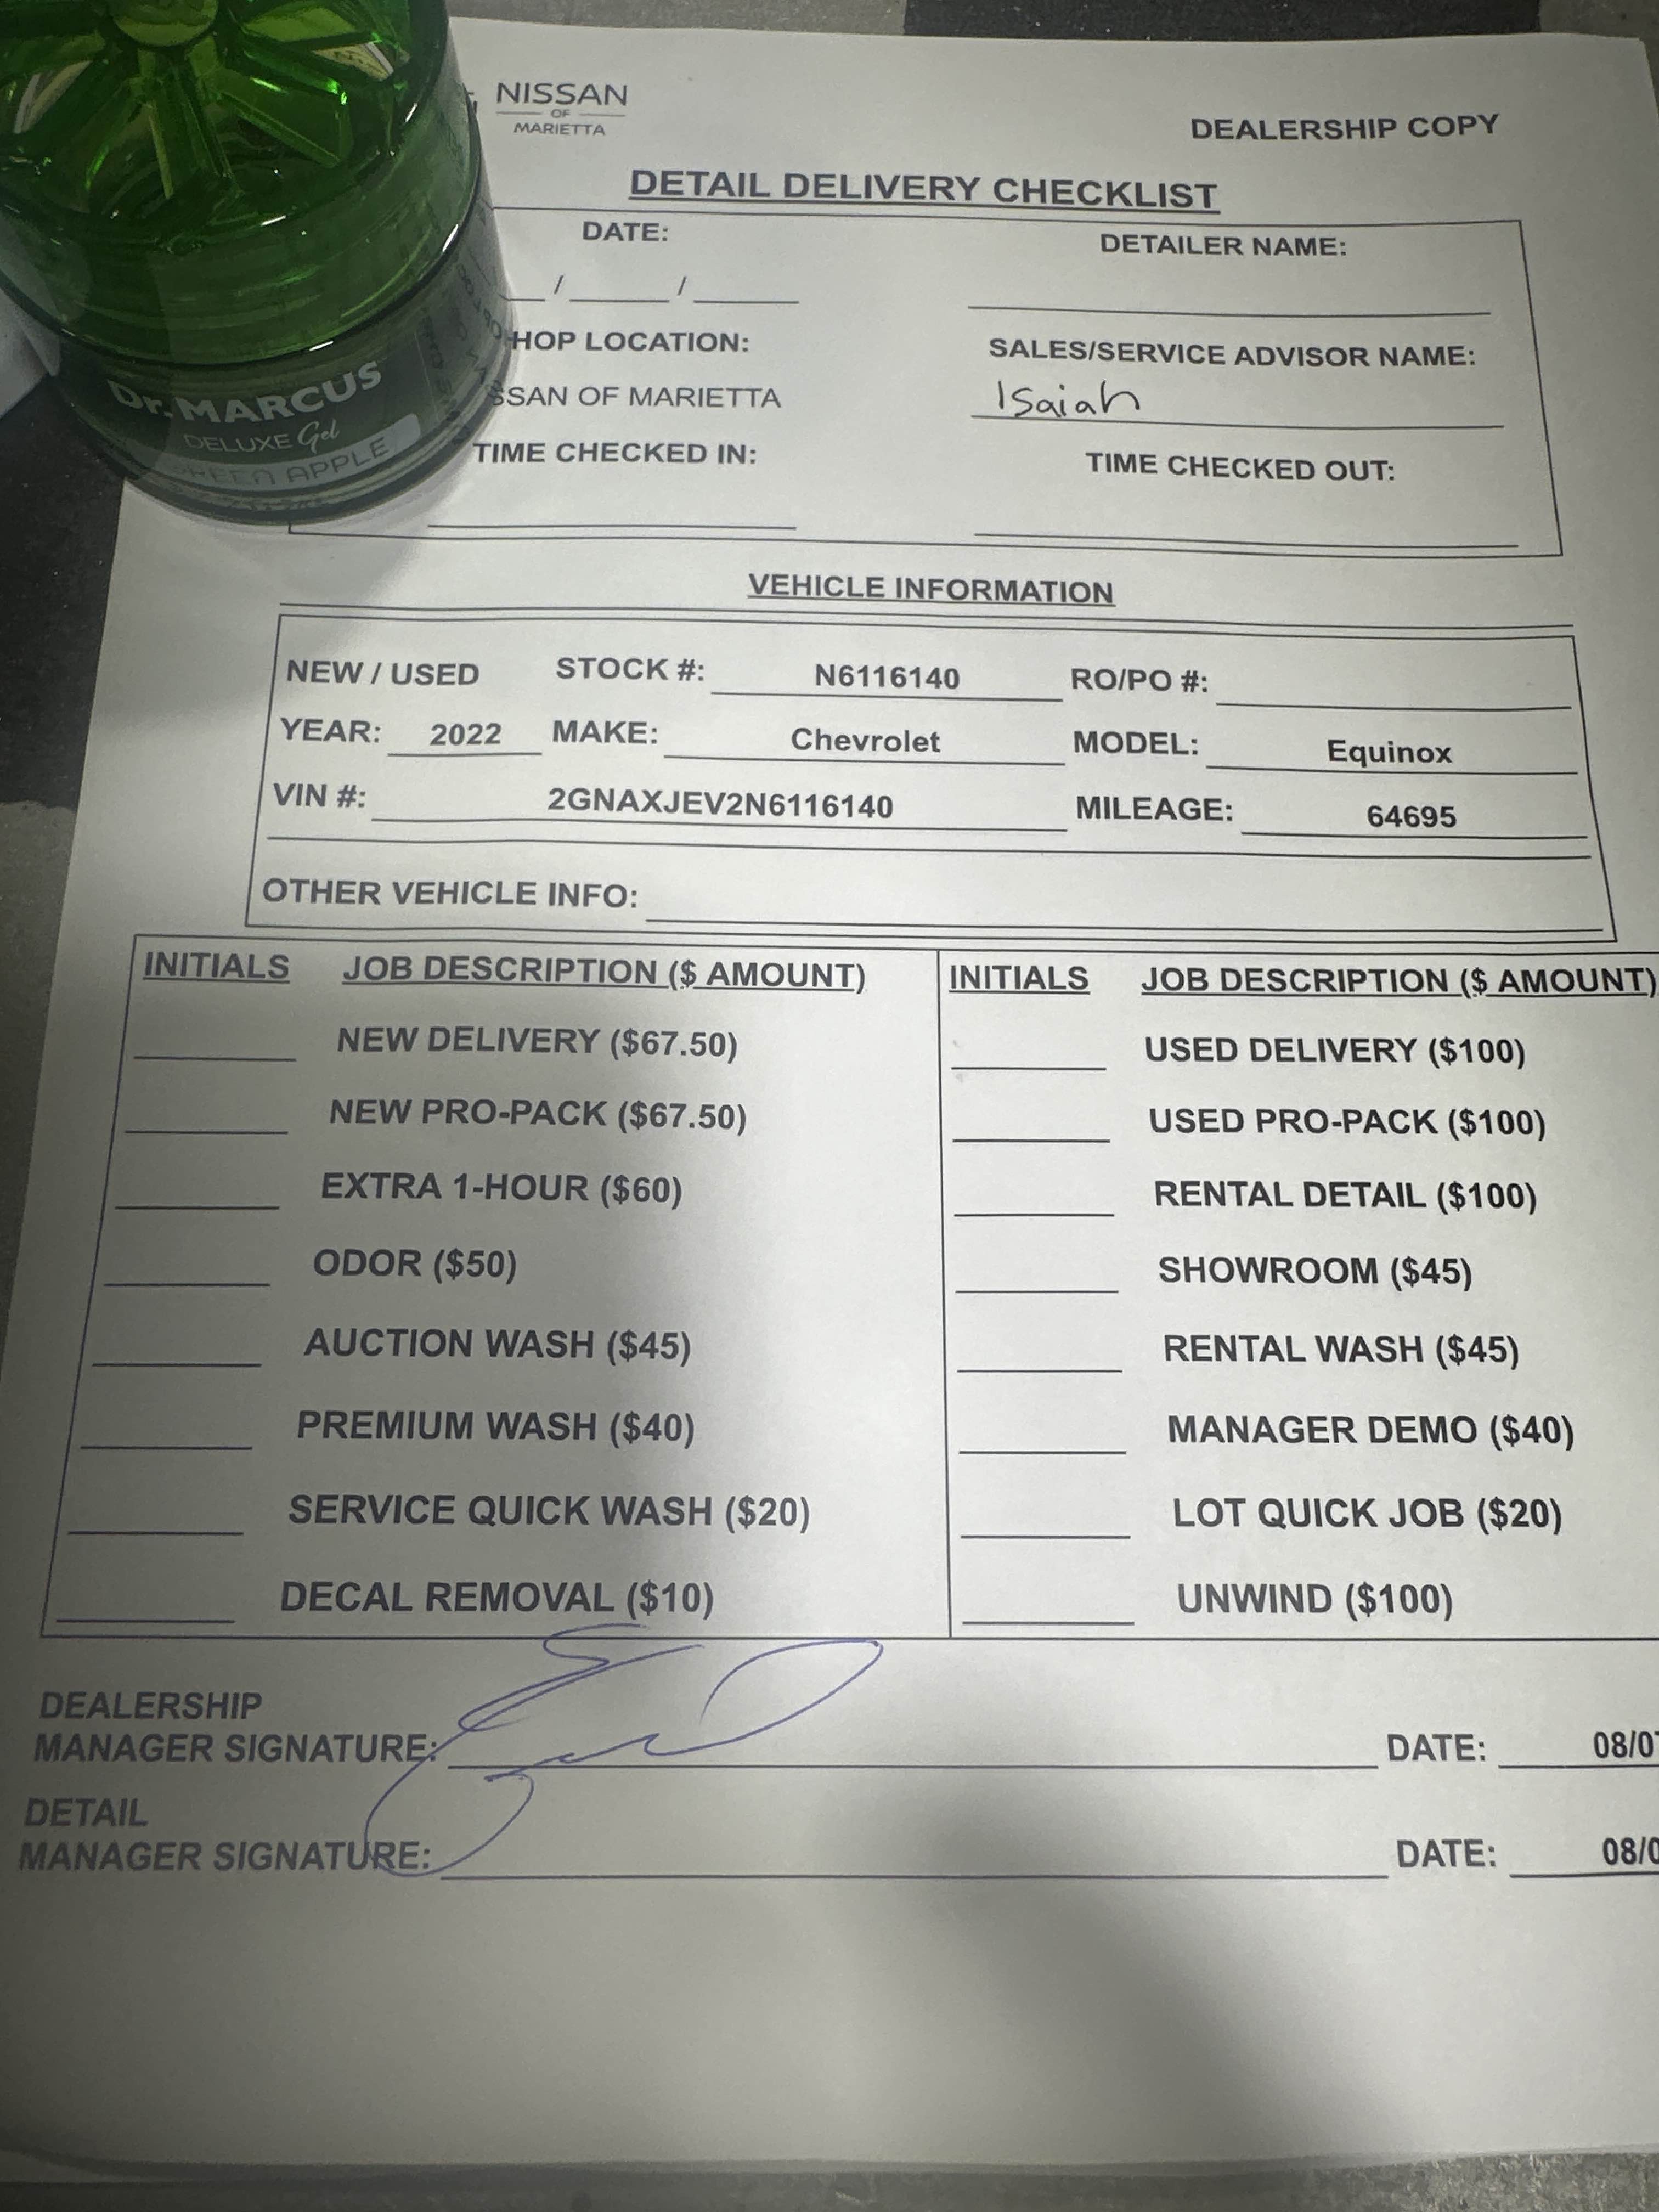 NISSAN
OF
MARIETTA
DEALERSHIP COPY
DETAIL DELIVERY CHECKLIST
DATE:
DETAILER NAME:
/ /
HOP LOCATION:
SALES/SERVICE ADVISOR NAME:
SSAN OF MARIETTA
Isaiah
TIME CHECKED IN:
TIME CHECKED OUT:
Dr. MARCUS
DELUXE Gel
GREEN APPLE
VEHICLE INFORMATION
NEW / USED STOCK #: N6116140 RO/PO #:
YEAR: 2022 MAKE: Chevrolet MODEL: Equinox
VIN #: 2GNAXJEV2N6116140 MILEAGE: 64695
OTHER VEHICLE INFO:
INITIALS JOB DESCRIPTION ($ AMOUNT) INITIALS JOB DESCRIPTION ($ AMOUNT)
NEW DELIVERY ($67.50) USED DELIVERY ($100)
NEW PRO-PACK ($67.50) USED PRO-PACK ($100)
EXTRA 1-HOUR ($60) RENTAL DETAIL ($100)
ODOR ($50) SHOWROOM ($45)
AUCTION WASH ($45) RENTAL WASH ($45)
PREMIUM WASH ($40) MANAGER DEMO ($40)
SERVICE QUICK WASH ($20) LOT QUICK JOB ($20)
DECAL REMOVAL ($10) UNWIND ($100)
DEALERSHIP
MANAGER SIGNATURE: DATE: 08/07
DETAIL
MANAGER SIGNATURE: DATE: 08/0